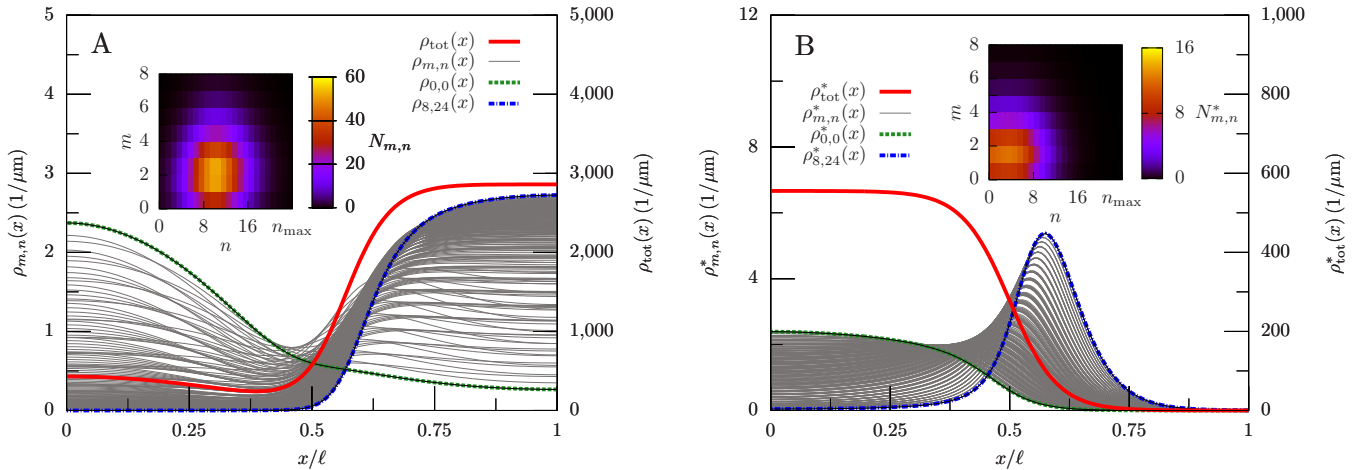 A
ρtot(x)
ρm,n(x)
ρ0,0(x)
ρ8,24(x)
5
4
3
2
1
0
ρm,n(x) (1/μm)
0 0.25 0.5 0.75 1
x/ℓ
5,000
4,000
3,000
2,000
1,000
0
ρtot(x) (1/μm)
8
6
4
2
0
m
0 8 16 nmax
n
60
40
20
0
Nm,n
B
ρ*tot(x)
ρ*m,n(x)
ρ*0,0(x)
ρ*8,24(x)
12
8
4
0
ρ*m,n(x) (1/μm)
0 0.25 0.5 0.75 1
x/ℓ
1,000
800
600
400
200
0
ρ*tot(x) (1/μm)
8
6
4
2
0
m
0 8 16 nmax
n
16
8
0
N*m,n